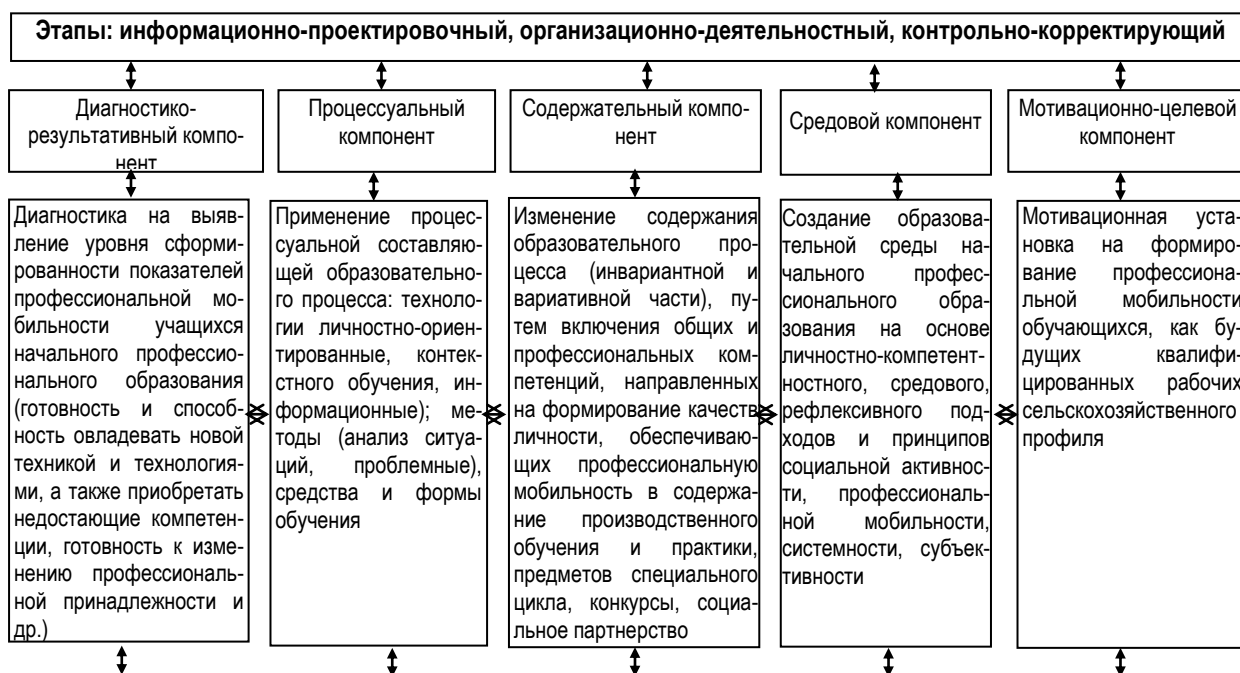 Этапы: информационно-проектировочный, организационно-деятельностный, контрольно-корректирующий
Диагностико-
результативный компо-
нент
Процессуальный
компонент
Содержательный компо-
нент
Средовой компонент
Мотивационно-целевой
компонент
Диагностика на выяв-
ление уровня сформи-
рованности показателей
профессиональной мо-
бильности учащихся
начального профессио-
нального образования
(готовность и способ-
ность овладевать новой
техникой и технология-
ми, а также приобретать
недостающие компетен-
ции, готовность к изме-
нению профессиональ-
ной принадлежности и
др.)
Применение процес-
суальной составляю-
щей образовательно-
го процесса: техноло-
гии личностно-ориен-
тированные, контек-
стного обучения, ин-
формационные); ме-
тоды (анализ ситуа-
ций, проблемные),
средства и формы
обучения
Изменение содержания
образовательного про-
цесса (инвариантной и
вариативной части), пу-
тем включения общих и
профессиональных ком-
петенций, направленных
на формирование качеств
личности, обеспечиваю-
щих профессиональную
мобильность в содержа-
ние производственного
обучения и практики,
предметов специального
цикла, конкурсы, социа-
льное партнерство
Создание образова-
тельной среды на-
чального профес-
сионального обра-
зования на основе
личностно-компетент-
ностного, средового,
рефлексивного под-
ходов и принципов
социальной активнос-
ти, профессиональ-
ной мобильности,
системности, субъек-
тивности
Мотивационная уста-
новка на формиро-
вание профессиона-
льной мобильности
обучающихся, как бу-
дущих квалифи-
цированных рабочих
сельскохозяйственного
профиля